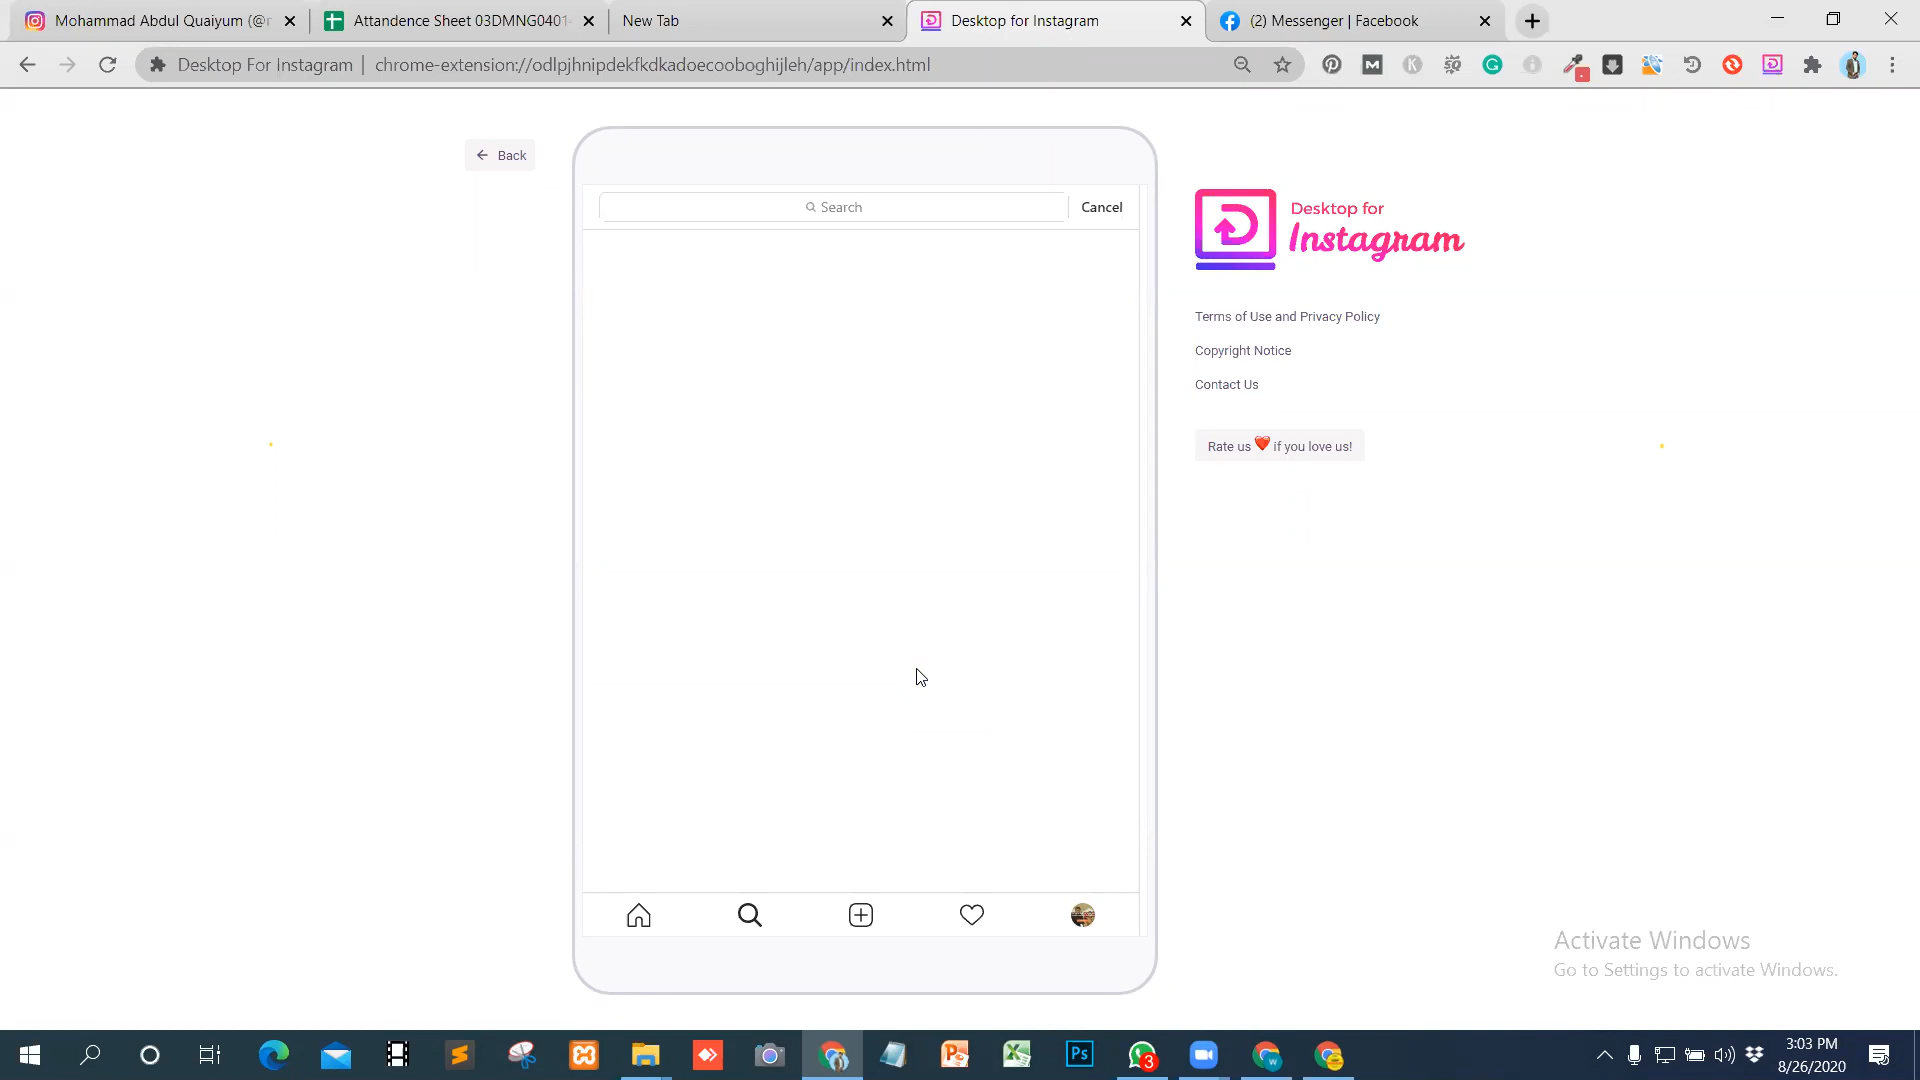 Mohammad Abdul Quaiyum (@r
Attandence Sheet 03DMNG0401-
New Tab
Desktop for Instagram
(2) Messenger | Facebook
Desktop For Instagram | chrome-extension://odlpjhnipdekfkdkadoecooboghijleh/app/index.html
Back
Search
Cancel
Desktop for
Instagram
Terms of Use and Privacy Policy
Copyright Notice
Contact Us
Rate us ❤ if you love us!
Activate Windows
Go to Settings to activate Windows.
3:03 PM
8/26/2020